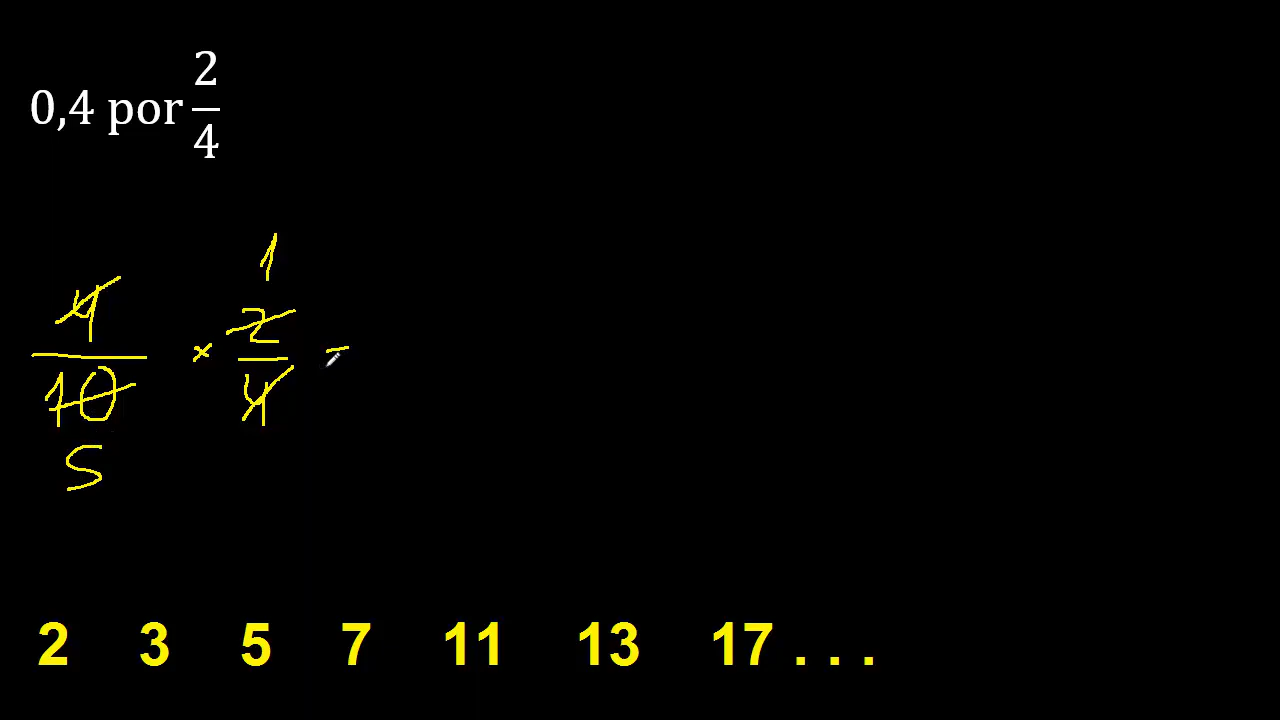 0,4 por 2/4
1
4/10 × 2/4 =
5
2 3 5 7 11 13 17 . . .